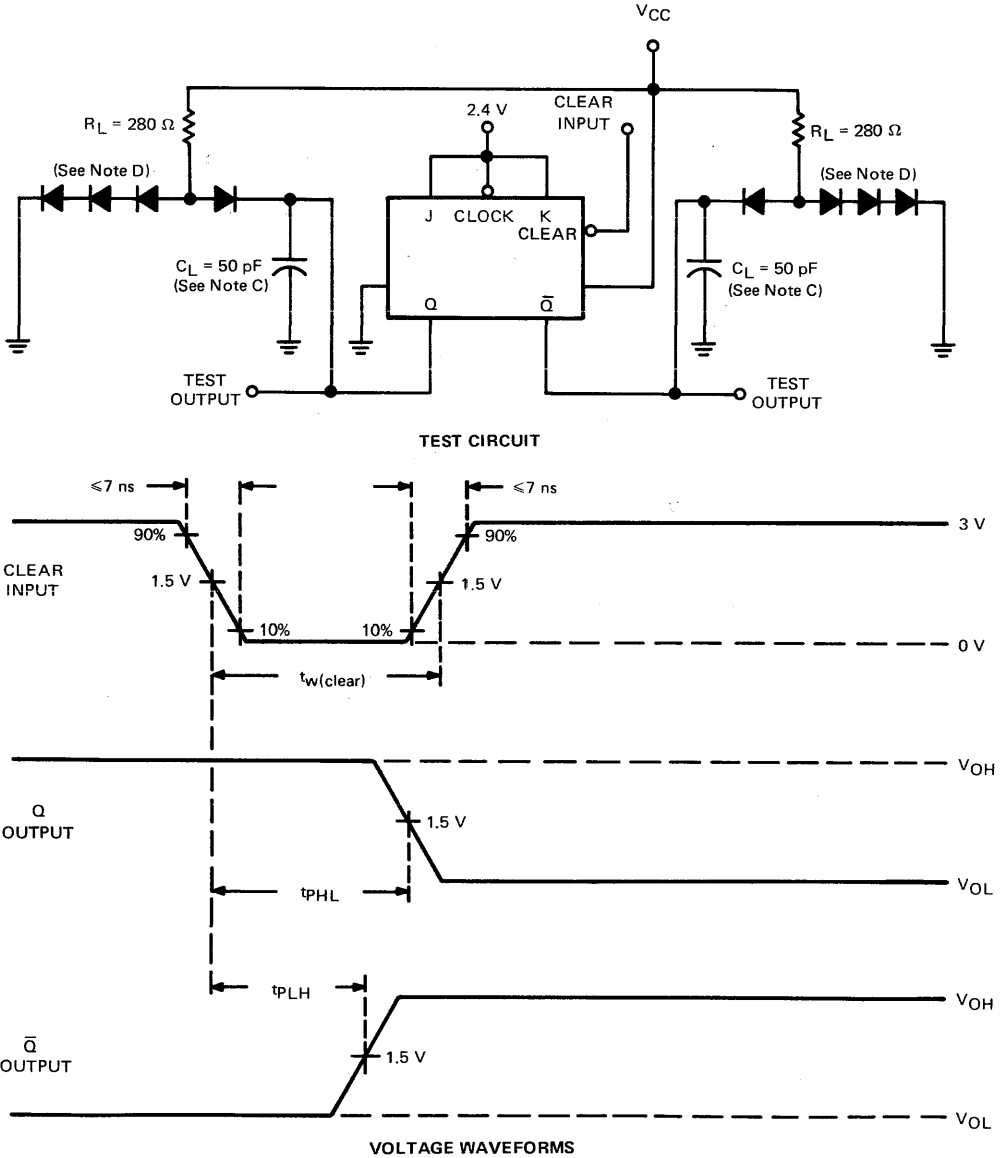 VCC
RL = 280 Ω
2.4 V
CLEAR
INPUT
RL = 280 Ω
(See Note D)
(See Note D)
J CLOCK K
CLEAR
CL = 50 pF
(See Note C)
CL = 50 pF
(See Note C)
Q Q̅
TEST
OUTPUT
TEST
OUTPUT
TEST CIRCUIT
⩽7 ns
⩽7 ns
3 V
90%
90%
CLEAR
INPUT
1.5 V
1.5 V
10%
10%
0 V
tw(clear)
VOH
Q
OUTPUT
1.5 V
tPHL
VOL
tPLH
VOH
Q̅
OUTPUT
1.5 V
VOL
VOLTAGE WAVEFORMS